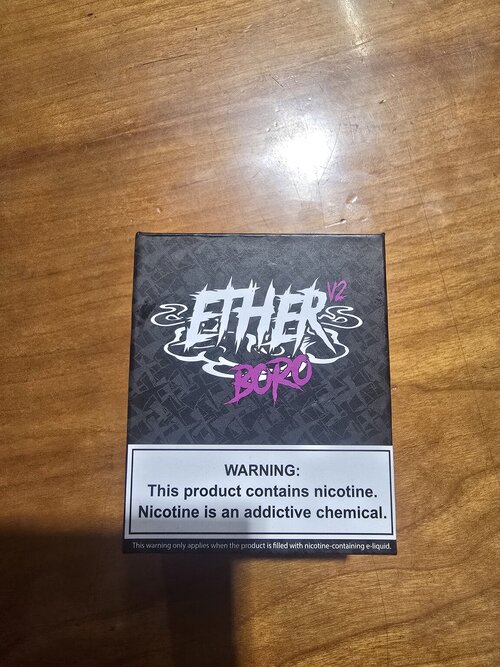 ETHER V2
BORO
WARNING:
This product contains nicotine.
Nicotine is an addictive chemical.
This warning only applies when the product is filled with nicotine-containing e-liquid.